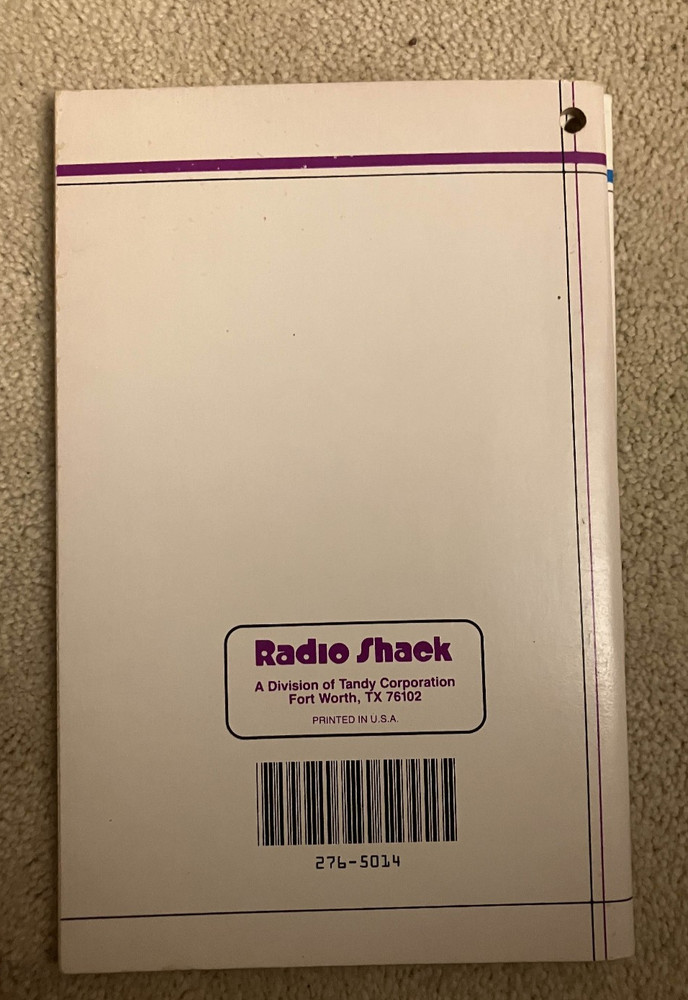 Radio Shack
A Division of Tandy Corporation
Fort Worth, TX 76102
PRINTED IN U.S.A.
276-5014